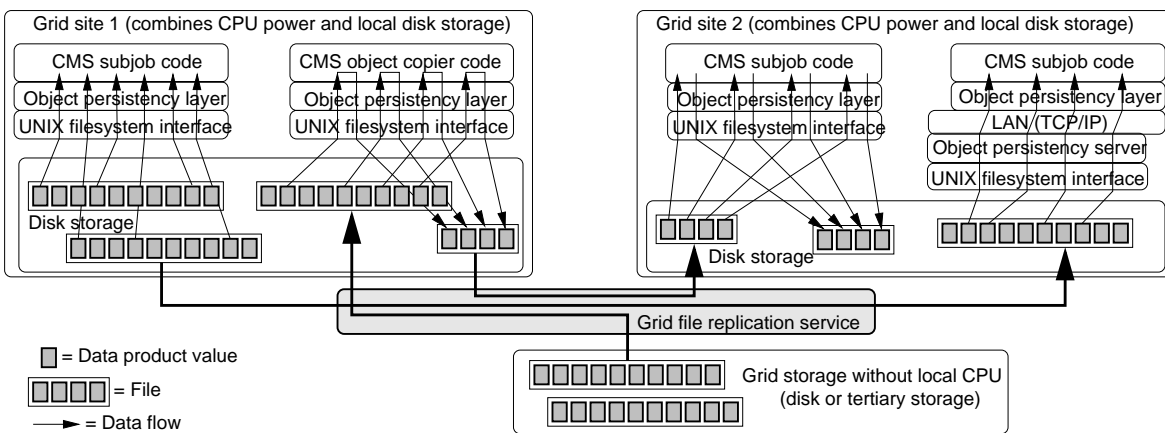 Grid site 1 (combines CPU power and local disk storage)
CMS subjob code
Object persistency layer
UNIX filesystem interface
CMS object copier code
Object persistency layer
UNIX filesystem interface
Disk storage
Grid site 2 (combines CPU power and local disk storage)
CMS subjob code
Object persistency layer
UNIX filesystem interface
CMS subjob code
Object persistency layer
LAN (TCP/IP)
Object persistency server
UNIX filesystem interface
Disk storage
Grid file replication service
= Data product value
= File
= Data flow
Grid storage without local CPU
(disk or tertiary storage)